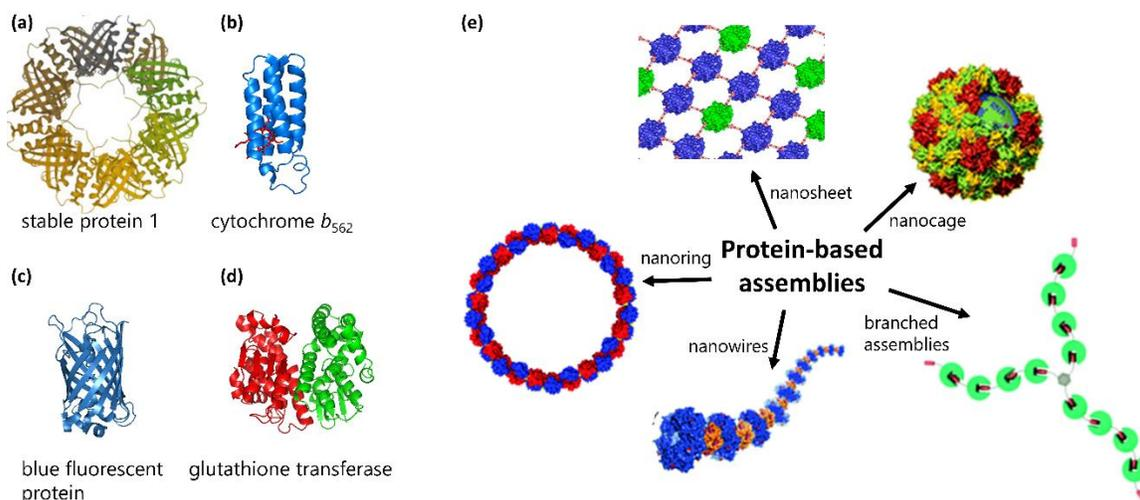 (a)
stable protein 1
(b)
cytochrome b562
(c)
blue fluorescent
protein
(d)
glutathione transferase
(e)
nanosheet
nanocage
nanoring
Protein-based
assemblies
nanowires
branched
assemblies